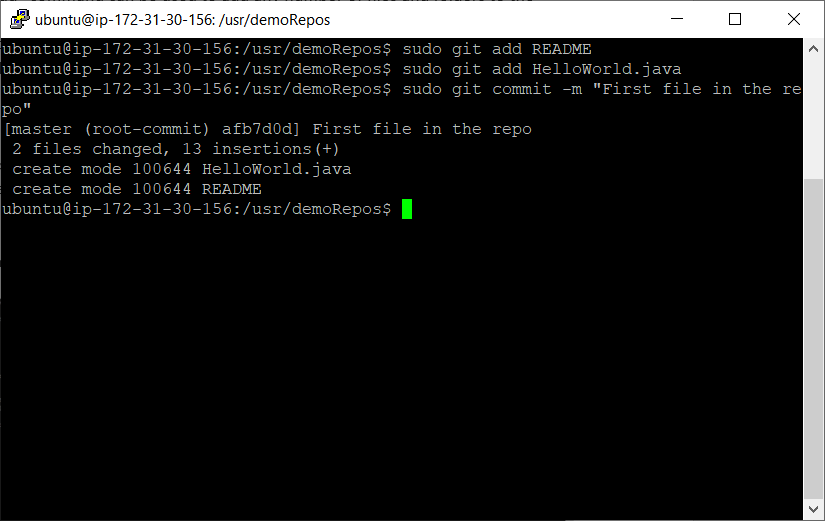 ubuntu@ip-172-31-30-156: /usr/demoRepos
ubuntu@ip-172-31-30-156:/usr/demoRepos$ sudo git add README
ubuntu@ip-172-31-30-156:/usr/demoRepos$ sudo git add HelloWorld.java
ubuntu@ip-172-31-30-156:/usr/demoRepos$ sudo git commit -m "First file in the re
po"
[master (root-commit) afb7d0d] First file in the repo
 2 files changed, 13 insertions(+)
 create mode 100644 HelloWorld.java
 create mode 100644 README
ubuntu@ip-172-31-30-156:/usr/demoRepos$